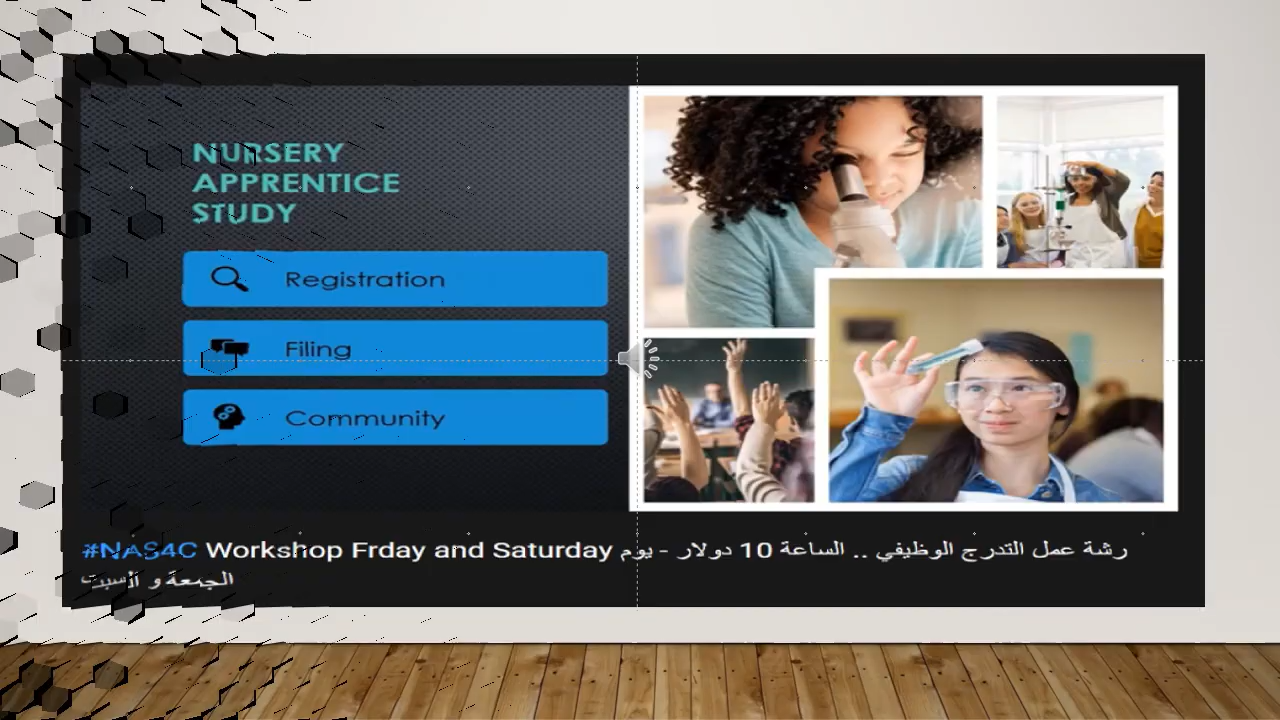 NURSERY
APPRENTICE
STUDY
Registration
Filing
Community
#NAS4C Workshop Frday and Saturday رشة عمل التدرج الوظيفي .. الساعة 10 دولار - يوم
الجمعة و السبت